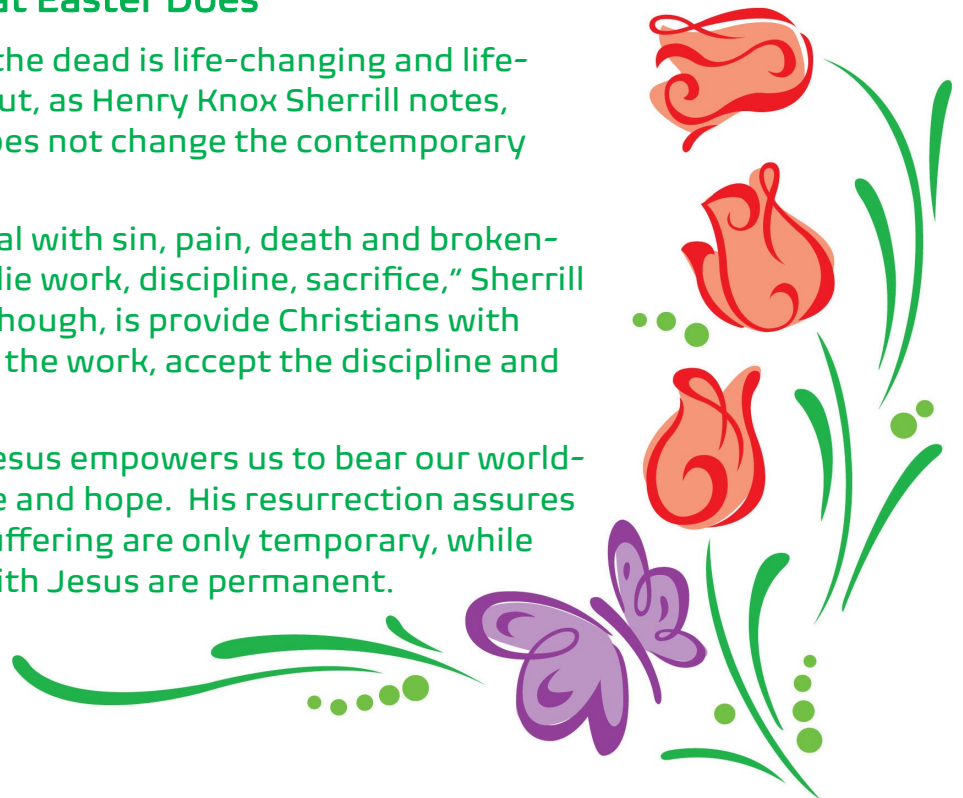 at Easter Does
the dead is life-changing and life-
ut, as Henry Knox Sherrill notes,
oes not change the contemporary
al with sin, pain, death and broken-
die work, discipline, sacrifice,“ Sherrill
hough, is provide Christians with
the work, accept the discipline and
esus empowers us to bear our world-
e and hope.  His resurrection assures
uffering are only temporary, while
ith Jesus are permanent.